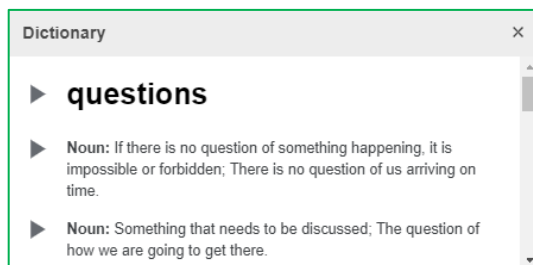 Dictionary
questions
Noun: If there is no question of something happening, it is
impossible or forbidden; There is no question of us arriving on
time.
Noun: Something that needs to be discussed; The question of
how we are going to get there.